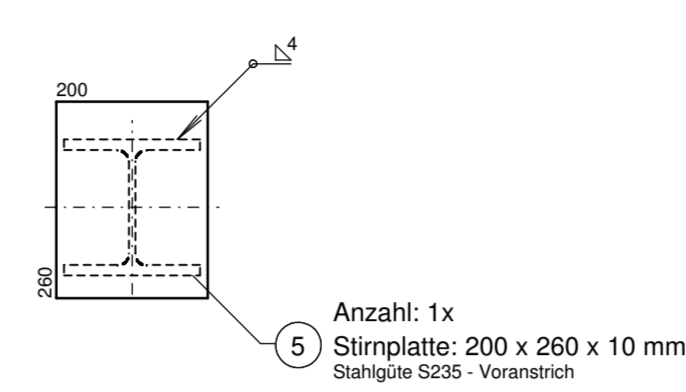 4
200
260
5
Anzahl: 1x
Stirnplatte: 200 x 260 x 10 mm
Stahlgüte S235 - Voranstrich